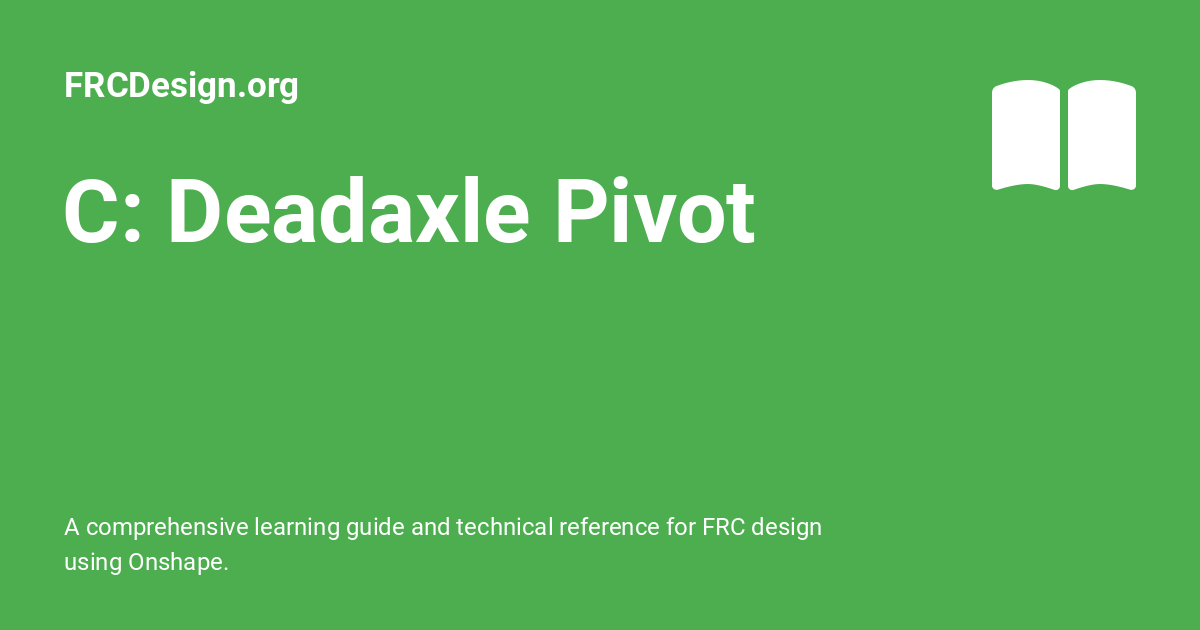 FRCDesign.org
C: Deadaxle Pivot
A comprehensive learning guide and technical reference for FRC design
using Onshape.